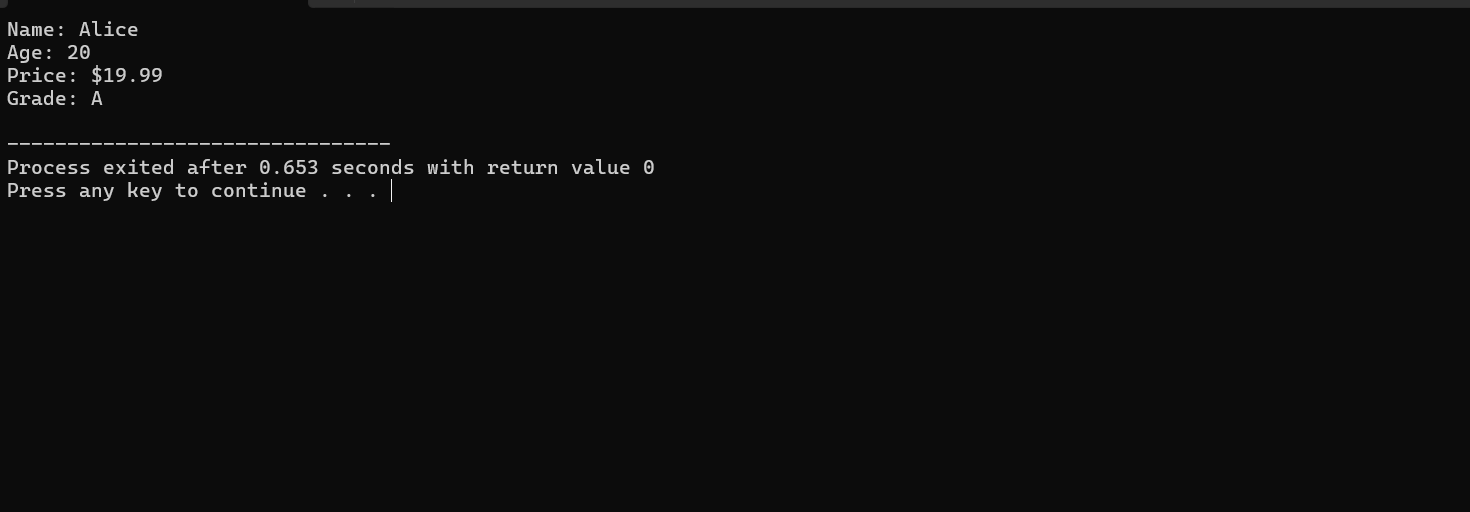 Name: Alice
Age: 20
Price: $19.99
Grade: A
--------------------------------
Process exited after 0.653 seconds with return value 0
Press any key to continue . . .